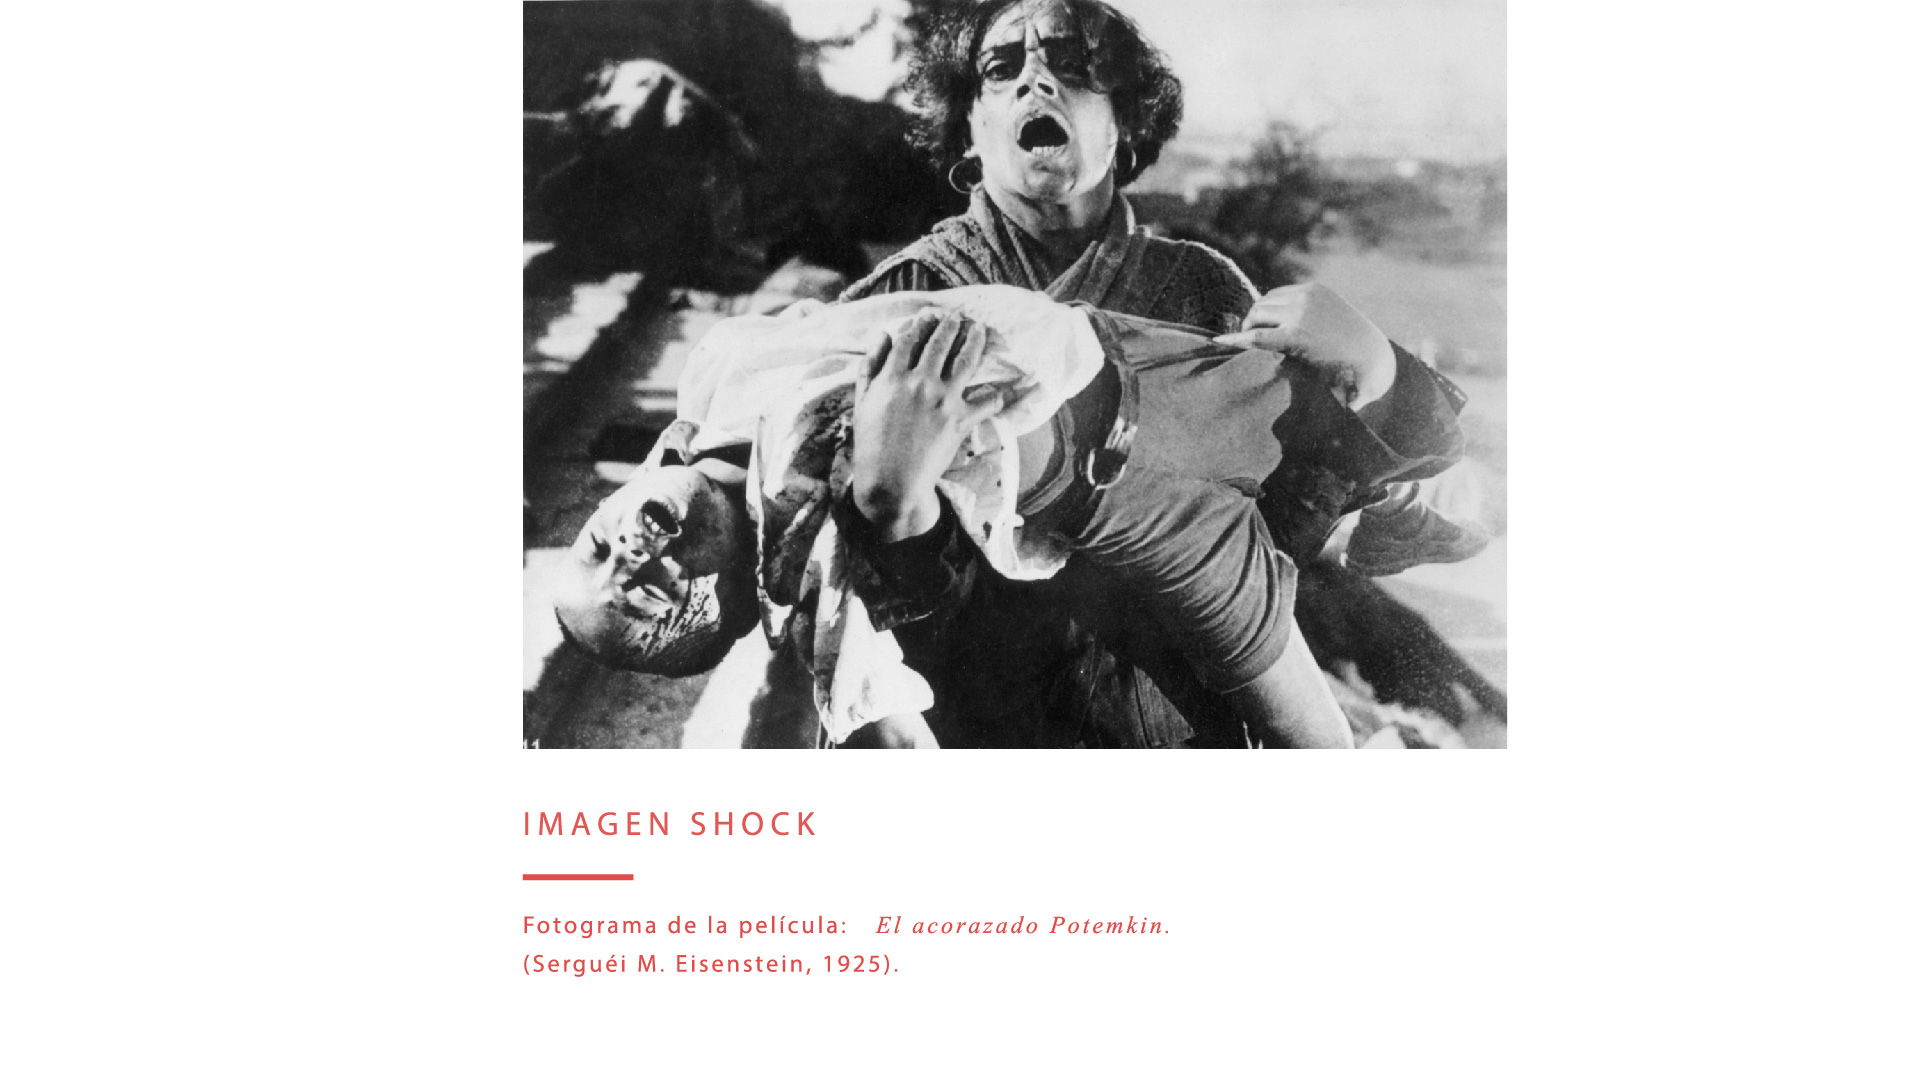 IMAGEN SHOCK
Fotograma de la película: El acorazado Potemkin.
(Serguéi M. Eisenstein, 1925).